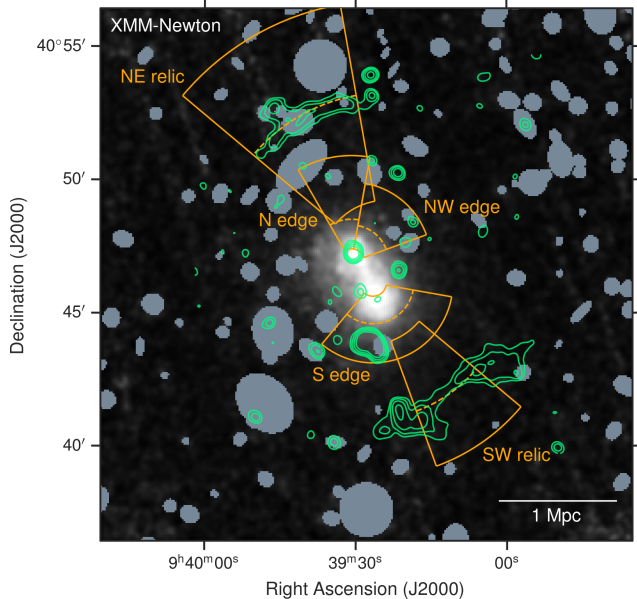 XMM-Newton
40°55′
NE relic
50′
N edge
NW edge
45′
S edge
40′
SW relic
1 Mpc
9ʰ40ᵐ00ˢ
39ᵐ30ˢ
00ˢ
Declination (J2000)
Right Ascension (J2000)